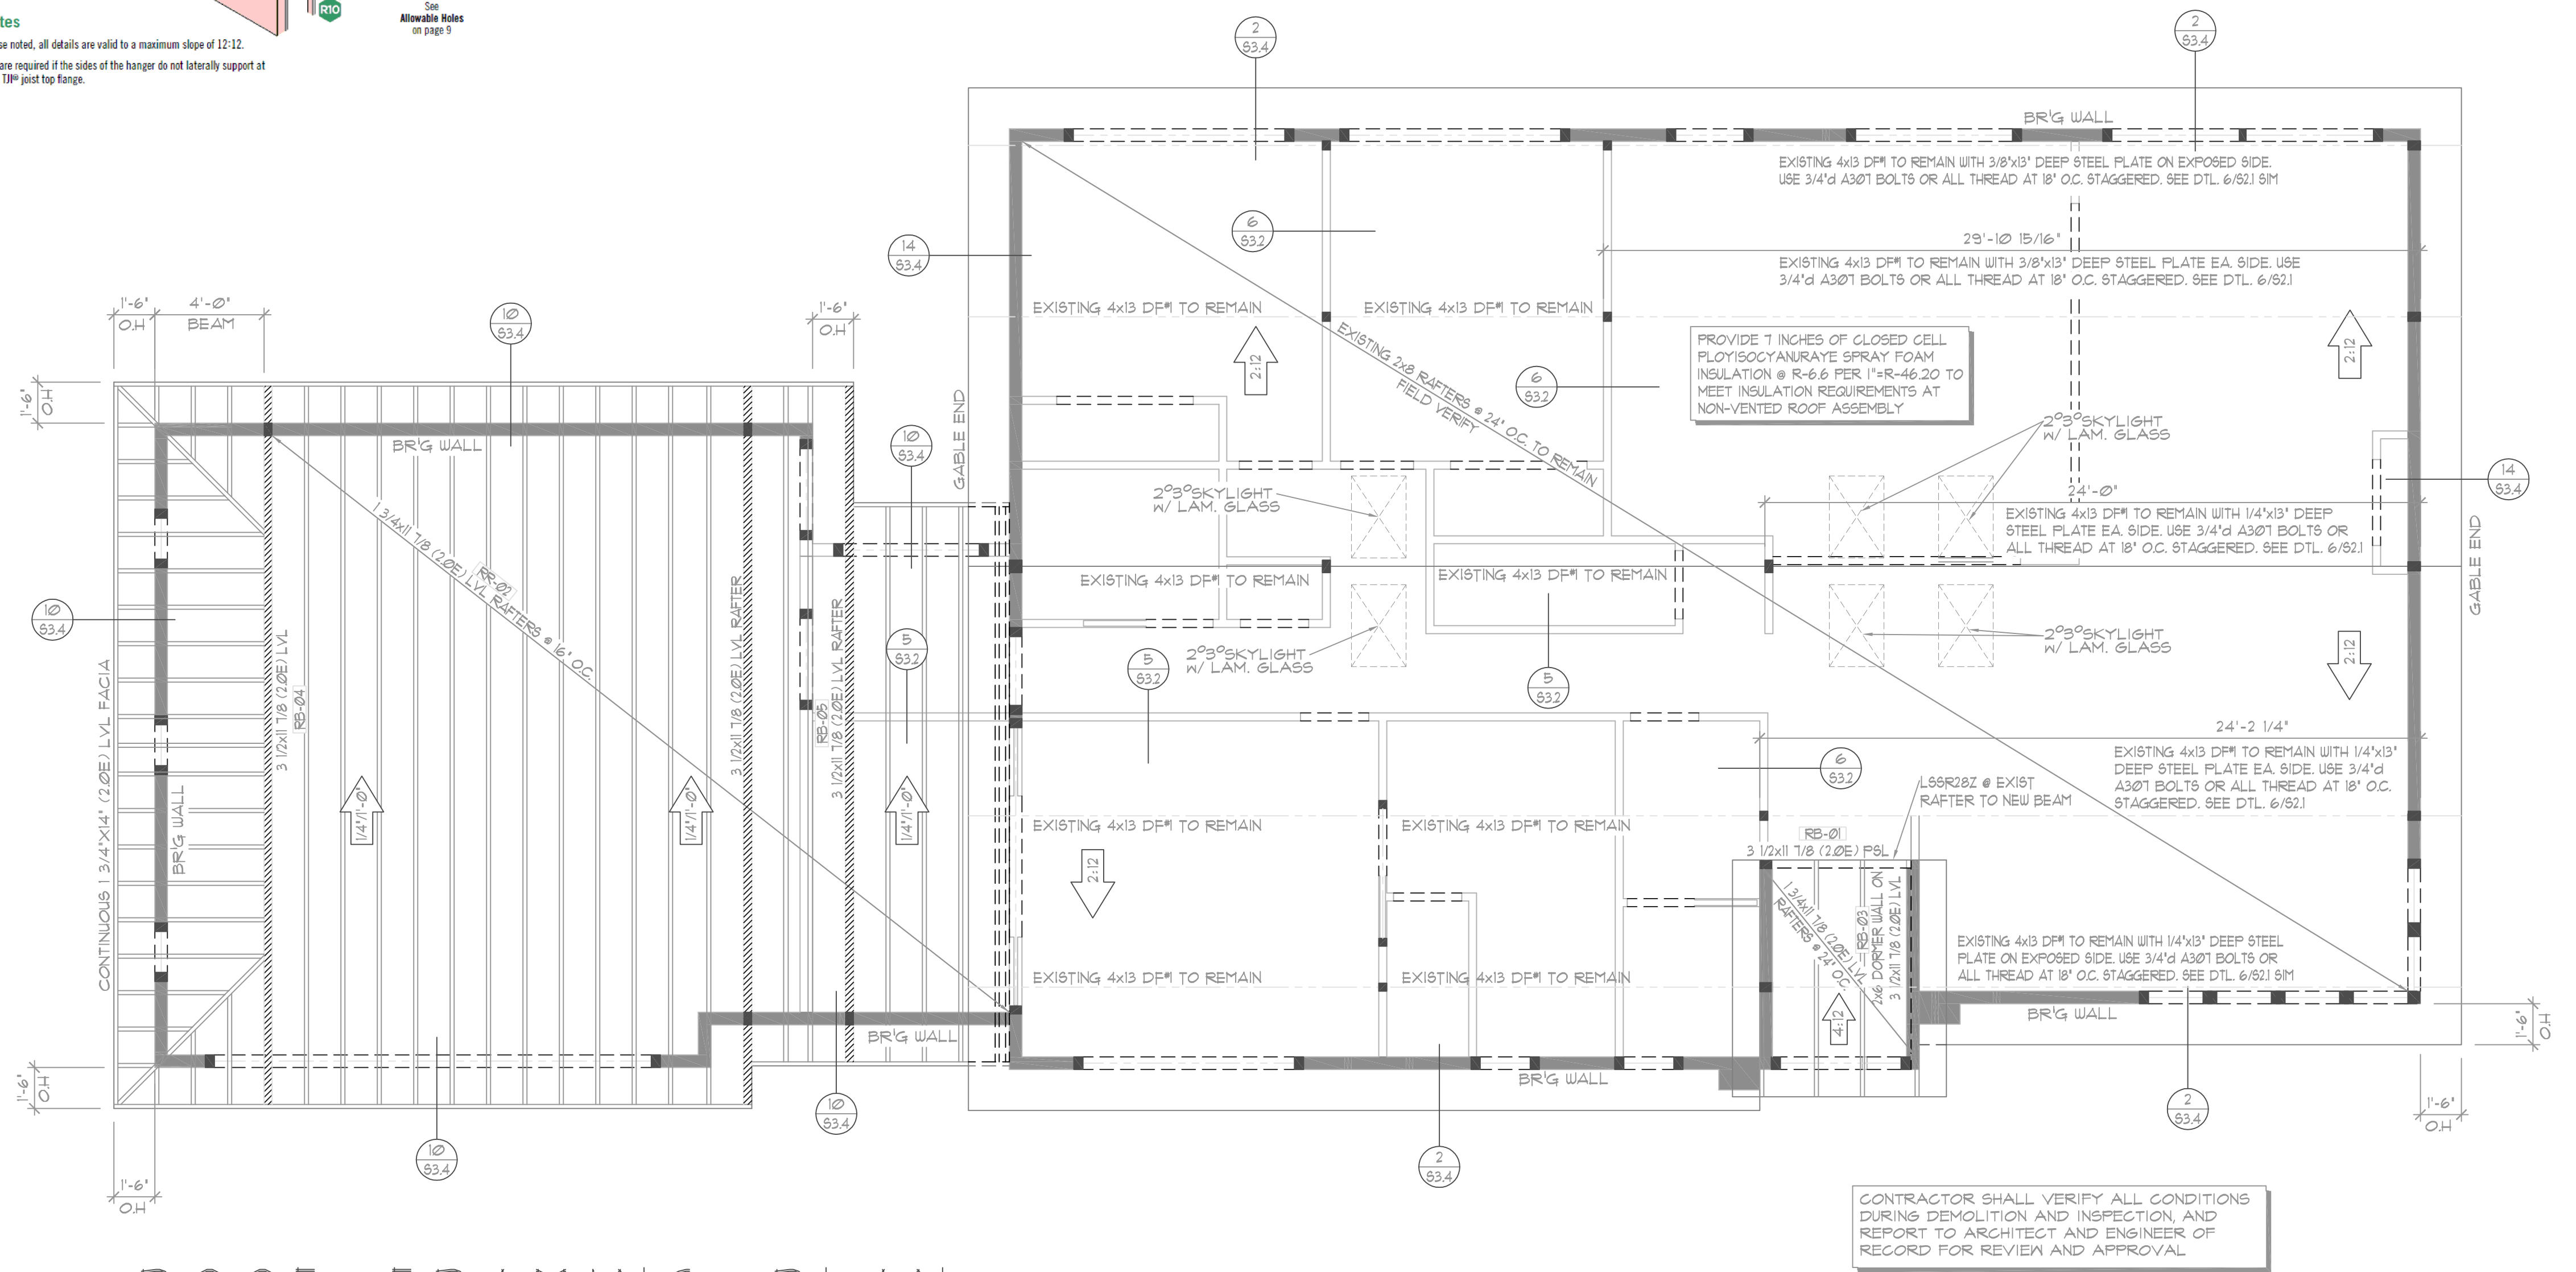 tes
se noted, all details are valid to a maximum slope of 12:12.
are required if the sides of the hanger do not laterally support at
TJI® joist top flange.
R10
See
Allowable Holes
on page 9
2
S3.4
2
S3.4
BR'G WALL
EXISTING 4x13 DF#1 TO REMAIN WITH 3/8"x13" DEEP STEEL PLATE ON EXPOSED SIDE.
USE 3/4"d A307 BOLTS OR ALL THREAD AT 18" O.C. STAGGERED. SEE DTL. 6/S2.1 SIM
6
S3.2
14
S3.4
29'-10 15/16"
EXISTING 4x13 DF#1 TO REMAIN WITH 3/8"x13" DEEP STEEL PLATE EA. SIDE. USE
3/4"d A307 BOLTS OR ALL THREAD AT 18" O.C. STAGGERED. SEE DTL. 6/S2.1
1'-6"
O.H
4'-0"
BEAM
10
S3.4
1'-6"
O.H
EXISTING 4x13 DF#1 TO REMAIN
EXISTING 4x13 DF#1 TO REMAIN
EXISTING 2x8 RAFTERS @ 24" O.C. TO REMAIN
FIELD VERIFY
PROVIDE 7 INCHES OF CLOSED CELL
PLOYISOCYANURAYE SPRAY FOAM
INSULATION @ R-6.6 PER 1"=R-46.20 TO
MEET INSULATION REQUIREMENTS AT
NON-VENTED ROOF ASSEMBLY
2:12
2:12
6
S3.2
1'-6"
O.H
GABLE END
BR'G WALL
10
S3.4
2⁰3⁰SKYLIGHT
W/ LAM. GLASS
2⁰3⁰SKYLIGHT
W/ LAM. GLASS
14
S3.4
24'-0"
EXISTING 4x13 DF#1 TO REMAIN WITH 1/4"x13" DEEP
STEEL PLATE EA. SIDE. USE 3/4"d A307 BOLTS OR
ALL THREAD AT 18" O.C. STAGGERED. SEE DTL. 6/S2.1
GABLE END
1 3/4x11 7/8 (2.0E) LVL RAFTERS @ 16" O.C.
RR-02
EXISTING 4x13 DF#1 TO REMAIN
EXISTING 4x13 DF#1 TO REMAIN
10
S3.4
3 1/2x11 7/8 (2.0E) LVL
RB-04
3 1/2x11 7/8 (2.0E) LVL RAFTER
RB-05
3 1/2x11 7/8 (2.0E) LVL RAFTER
5
S3.2
5
S3.2
2⁰3⁰SKYLIGHT
W/ LAM. GLASS
5
S3.2
2⁰3⁰SKYLIGHT
W/ LAM. GLASS
2:12
CONTINUOUS 1 3/4"X14" (2.0E) LVL FACIA
BR'G WALL
1/4"/1'-0"
1/4"/1'-0"
1/4"/1'-0"
24'-2 1/4"
EXISTING 4x13 DF#1 TO REMAIN WITH 1/4"x13"
DEEP STEEL PLATE EA. SIDE. USE 3/4"d
A307 BOLTS OR ALL THREAD AT 18" O.C.
STAGGERED. SEE DTL. 6/S2.1
6
S3.2
LSSR28Z @ EXIST
RAFTER TO NEW BEAM
EXISTING 4x13 DF#1 TO REMAIN
EXISTING 4x13 DF#1 TO REMAIN
RB-01
3 1/2x11 7/8 (2.0E) PSL
2:12
1 3/4x11 7/8 (2.0E) LVL
RAFTERS @ 24" O.C.
RB-03
2x6 DORMER WALL ON
3 1/2x11 7/8 (2.0E) LVL
4:12
EXISTING 4x13 DF#1 TO REMAIN WITH 1/4"x13" DEEP STEEL
PLATE ON EXPOSED SIDE. USE 3/4"d A307 BOLTS OR
ALL THREAD AT 18" O.C. STAGGERED. SEE DTL. 6/S2.1 SIM
EXISTING 4x13 DF#1 TO REMAIN
EXISTING 4x13 DF#1 TO REMAIN
BR'G WALL
BR'G WALL
BR'G WALL
1'-6"
O.H
1'-6"
O.H
10
S3.4
10
S3.4
2
S3.4
2
S3.4
1'-6"
O.H
1'-6"
O.H
CONTRACTOR SHALL VERIFY ALL CONDITIONS
DURING DEMOLITION AND INSPECTION, AND
REPORT TO ARCHITECT AND ENGINEER OF
RECORD FOR REVIEW AND APPROVAL